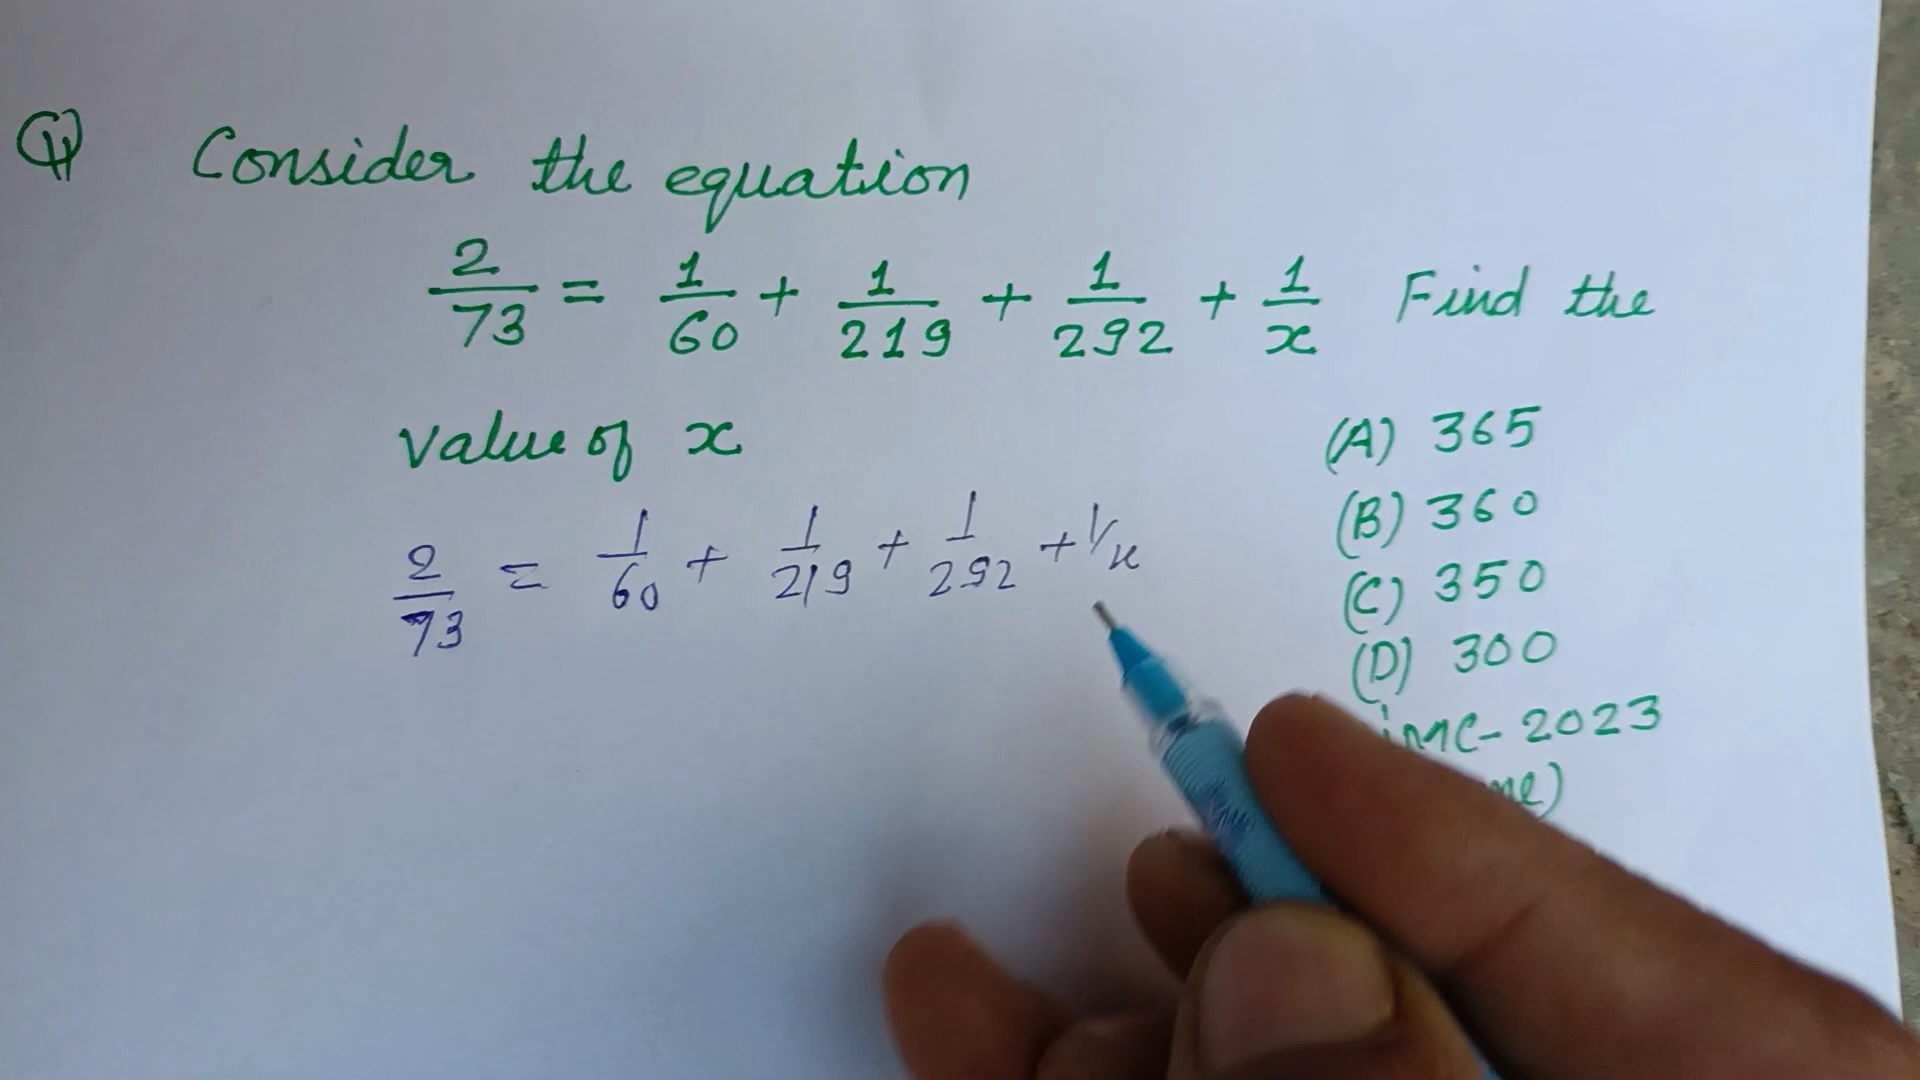 Q) Consider the equation
2/73 = 1/60 + 1/219 + 1/292 + 1/x Find the
value of x
(A) 365
(B) 360
(C) 350
(D) 300
2/73 = 1/60 + 1/219 + 1/292 + 1/x
-2023